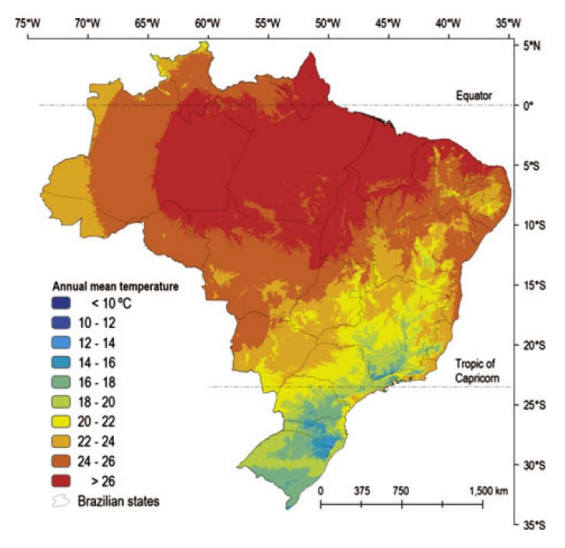 75°W 70°W 60°W 55°W 50°W 45°W 40°W 35°W
5°N
Equator
0°
5°S
10°S
15°S
20°S
Tropic of
Capricorn
25°S
30°S
35°S
Annual mean temperature
< 10 ºC
10 - 12
12 - 14
14 - 16
16 - 18
18 - 20
20 - 22
22 - 24
24 - 26
> 26
Brazilian states
0 375 750 1,500 km